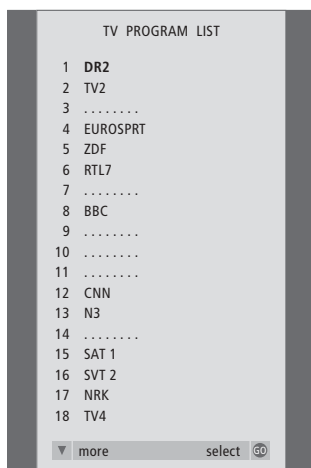 TV PROGRAM LIST
1 DR2
2 TV2
3 . . . . . . . .
4 EUROSPRT
5 ZDF
6 RTL7
7 . . . . . . . .
8 BBC
9 . . . . . . . .
10 . . . . . . . .
11 . . . . . . . .
12 CNN
13 N3
14 . . . . . . . .
15 SAT 1
16 SVT 2
17 NRK
18 TV4
▼ more select GO